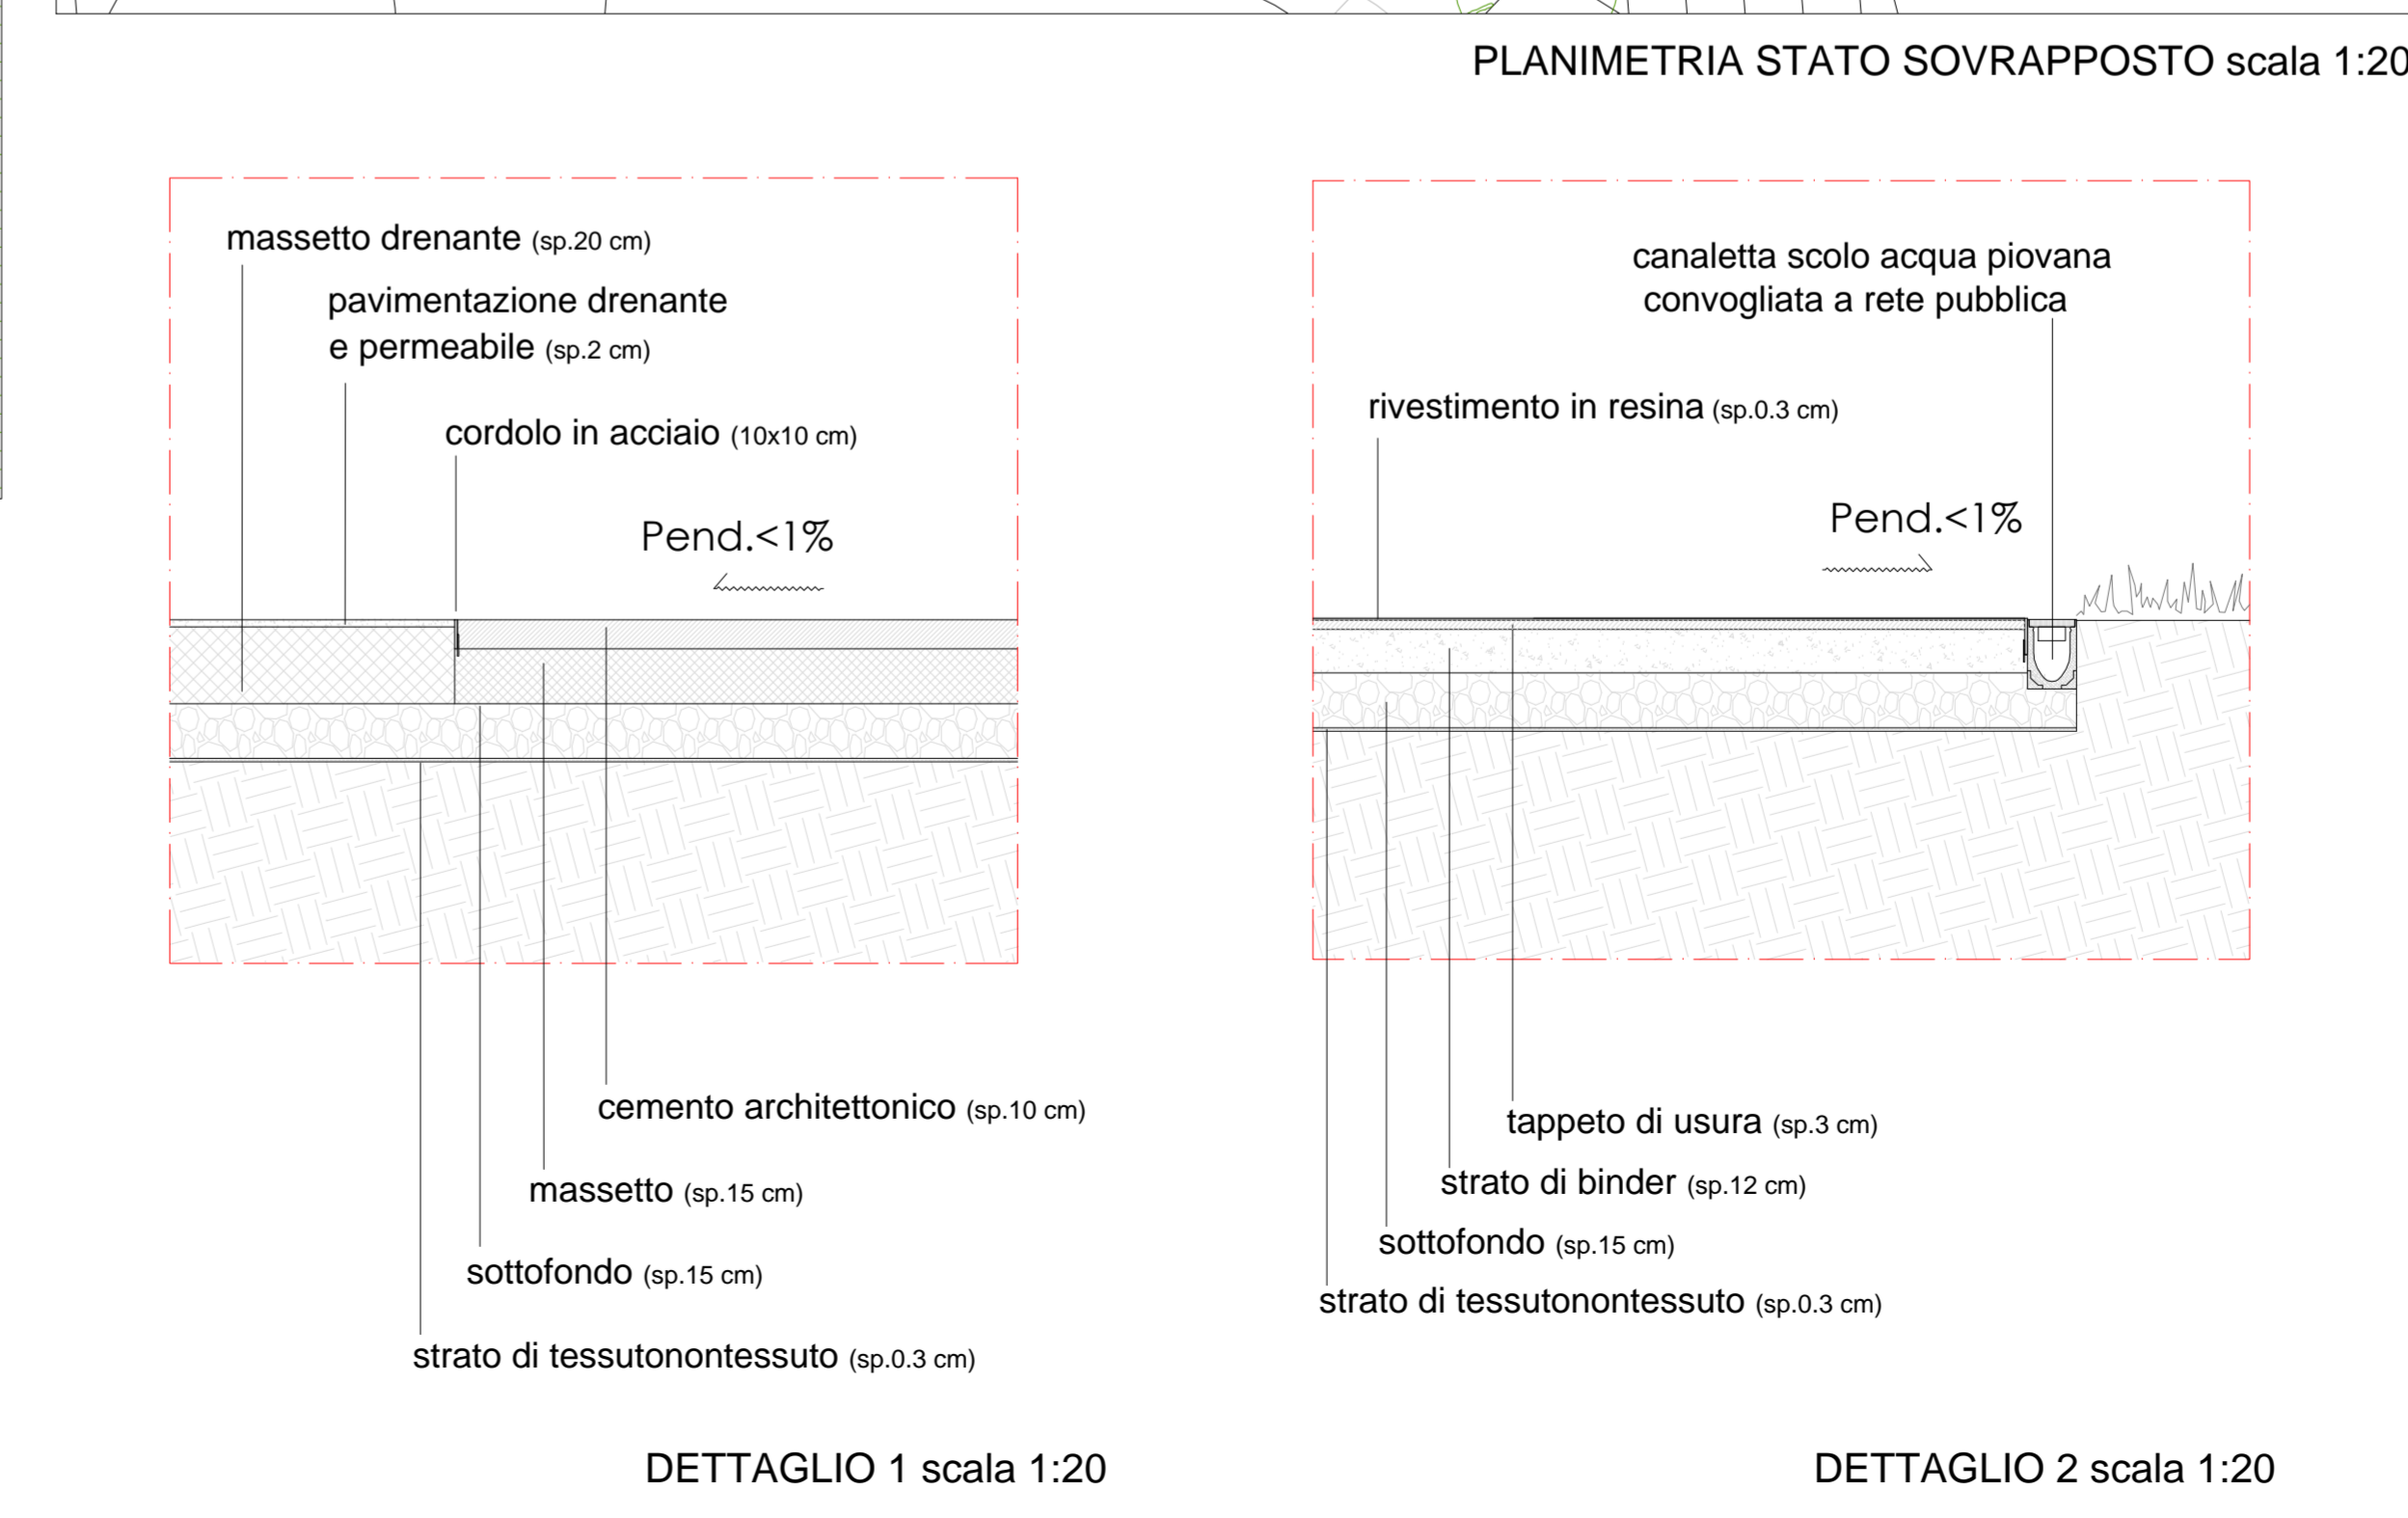 PLANIMETRIA STATO SOVRAPPOSTO scala 1:20
massetto drenante (sp.20 cm)
pavimentazione drenante
e permeabile (sp.2 cm)
cordolo in acciaio (10x10 cm)
Pend.<1%
cemento architettonico (sp.10 cm)
massetto (sp.15 cm)
sottofondo (sp.15 cm)
strato di tessutonontessuto (sp.0.3 cm)
DETTAGLIO 1 scala 1:20
canaletta scolo acqua piovana
convogliata a rete pubblica
rivestimento in resina (sp.0.3 cm)
Pend.<1%
tappeto di usura (sp.3 cm)
strato di binder (sp.12 cm)
sottofondo (sp.15 cm)
strato di tessutonontessuto (sp.0.3 cm)
DETTAGLIO 2 scala 1:20